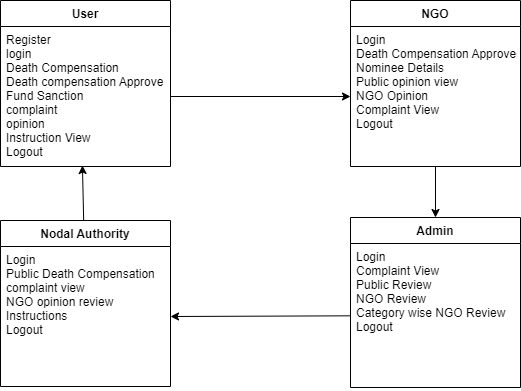 User
Register
login
Death Compensation
Death compensation Approve
Fund Sanction
complaint
opinion
Instruction View
Logout
NGO
Login
Death Compensation Approve
Nominee Details
Public opinion view
NGO Opinion
Complaint View
Logout
Nodal Authority
Login
Public Death Compensation
complaint view
NGO opinion review
Instructions
Logout
Admin
Login
Complaint View
Public Review
NGO Review
Category wise NGO Review
Logout